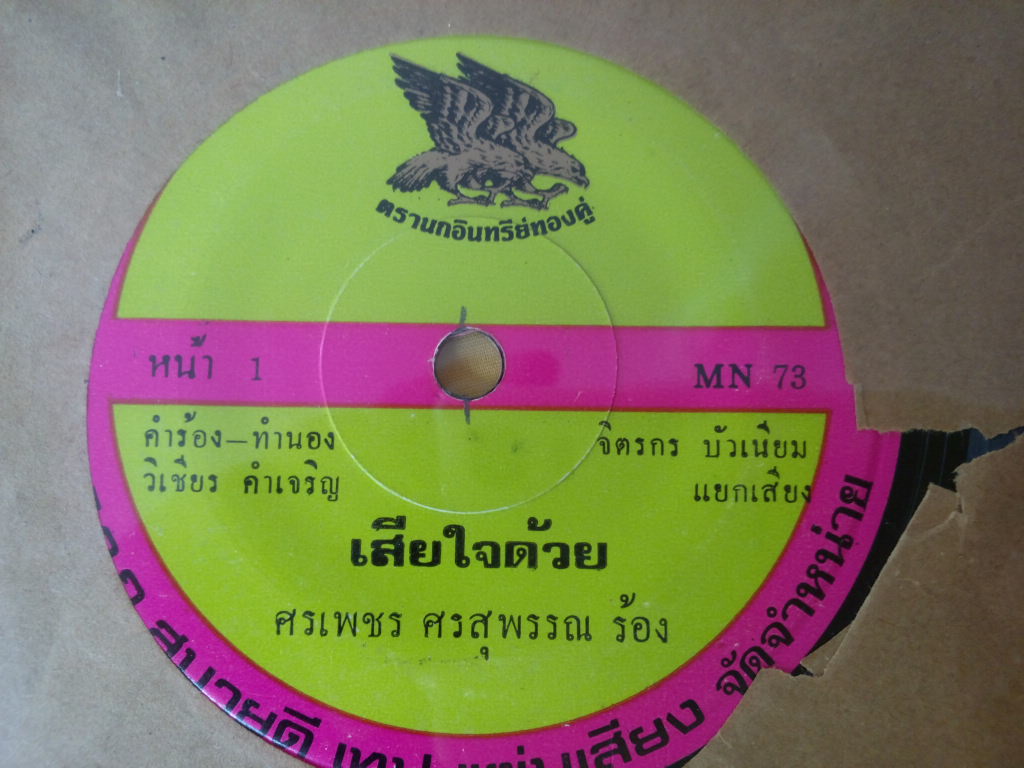 ตรานกอินทรีย์ทองคู่
หน้า 1
MN 73
คำร้อง–ทำนอง
วิเชียร คำเจริญ
จิตรกร บัวเนียม
แยกเสียง
เสียใจด้วย
ศรเพชร ศรสุพรรณ ร้อง
สบายดี เทป แผ่นเสียง จัดจำหน่าย